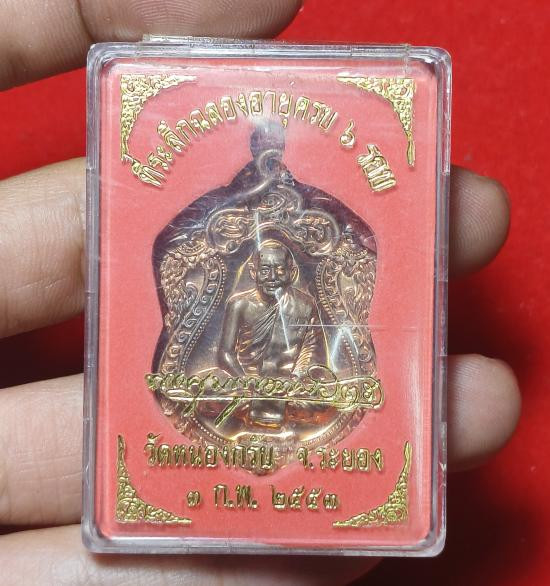 ที่ระลึกฉลองอายุครบ ๖ รอบ
วัดหนองกรับ จ.ระยอง
๓ ก.พ. ๒๕๕๓